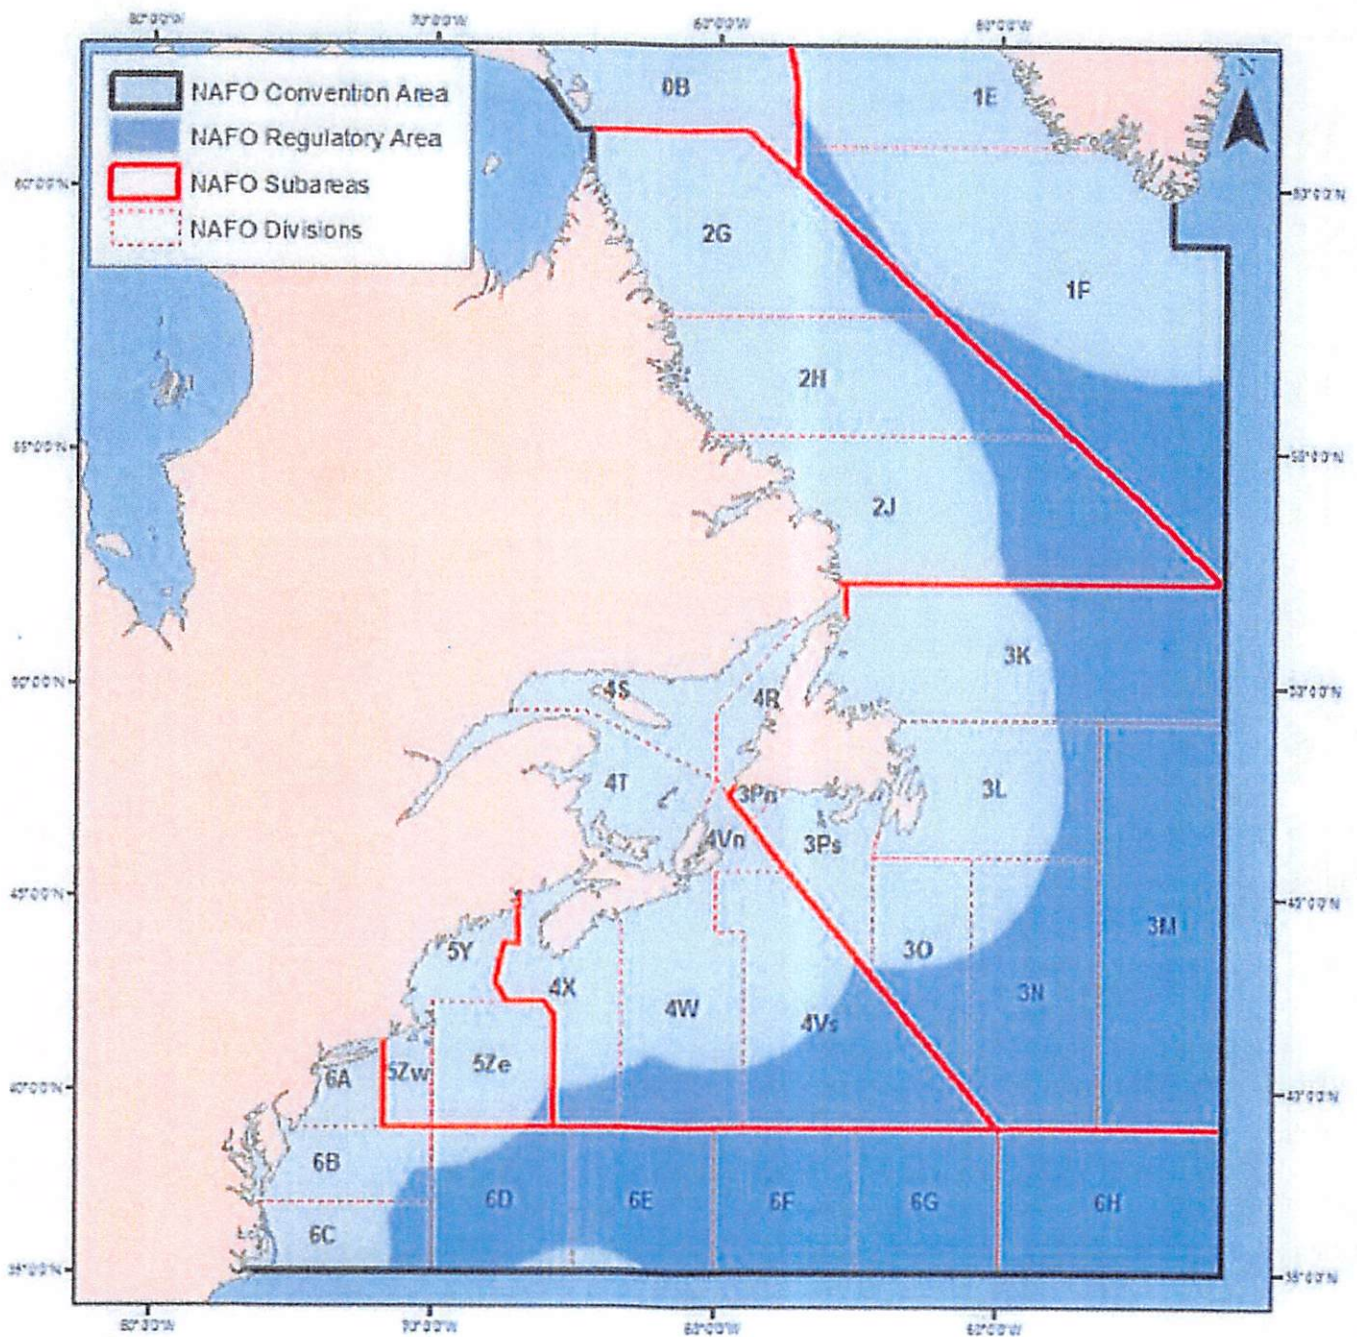 NAFO Convention Area
NAFO Regulatory Area
NAFO Subareas
NAFO Divisions
N
0B
1E
2G
1F
2H
2J
3K
4S
4R
4T
3Pn
3L
4Vn
3Ps
3M
5Y
3O
4X
3N
4W
4Vs
5Ze
5Zw
6A
6B
6D
6E
6F
6G
6H
6C